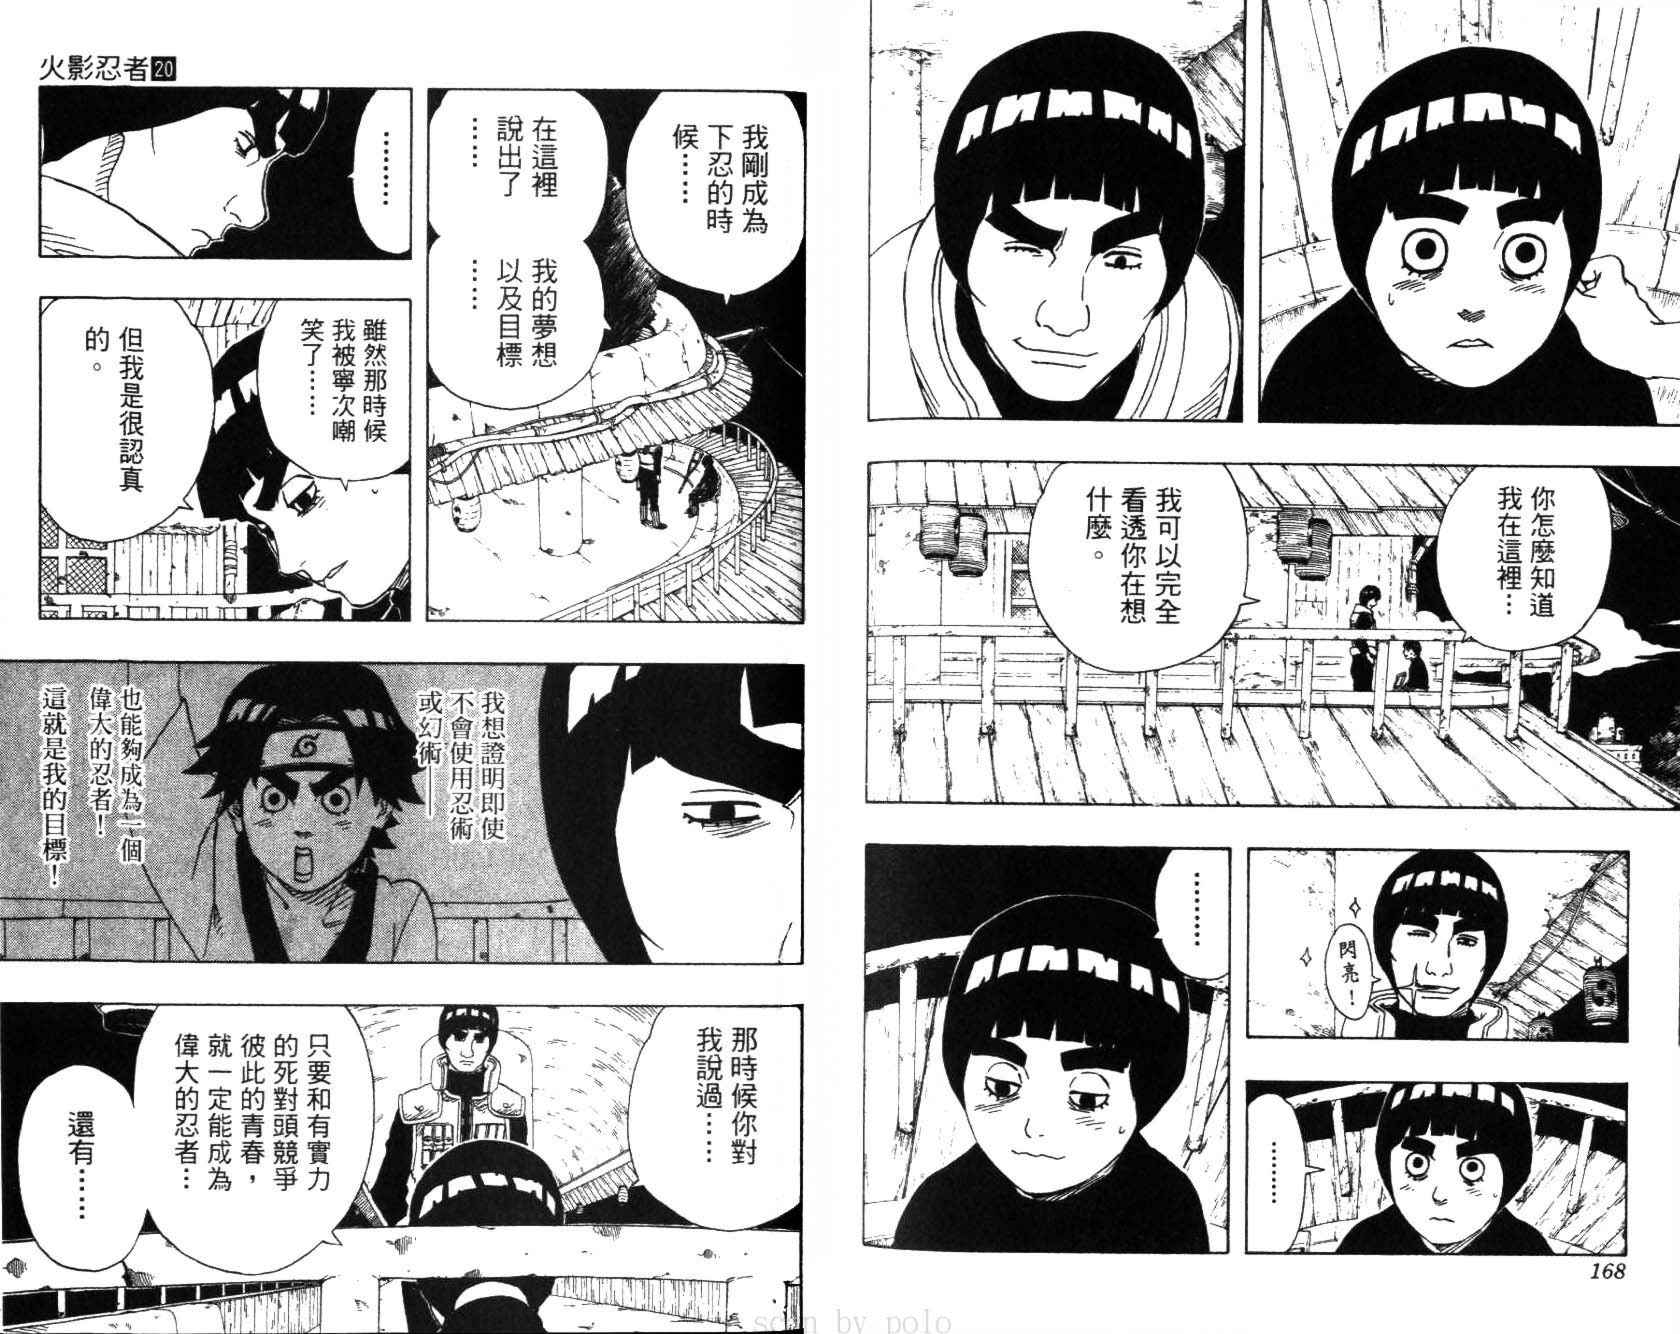 你怎麼知道
我在這裡…
我可以完全
看透你在想
什麼。
閃亮！
…………
…………
168
火影忍者20
我剛成為
下忍的時
候……
在這裡
說出了
……
我的夢想
以及目標
……
…………
雖然那時候
我被寧次嘲
笑了……
但我是很認真
的。
我想證明即使
不會使用忍術
或幻術——
也能夠成為一個
偉大的忍者！
這就是我的目標！
那時候你對
我說過……
只要和有實力
的死對頭競爭
彼此的青春，
就一定能成為
偉大的忍者…
還有……
scan by polo